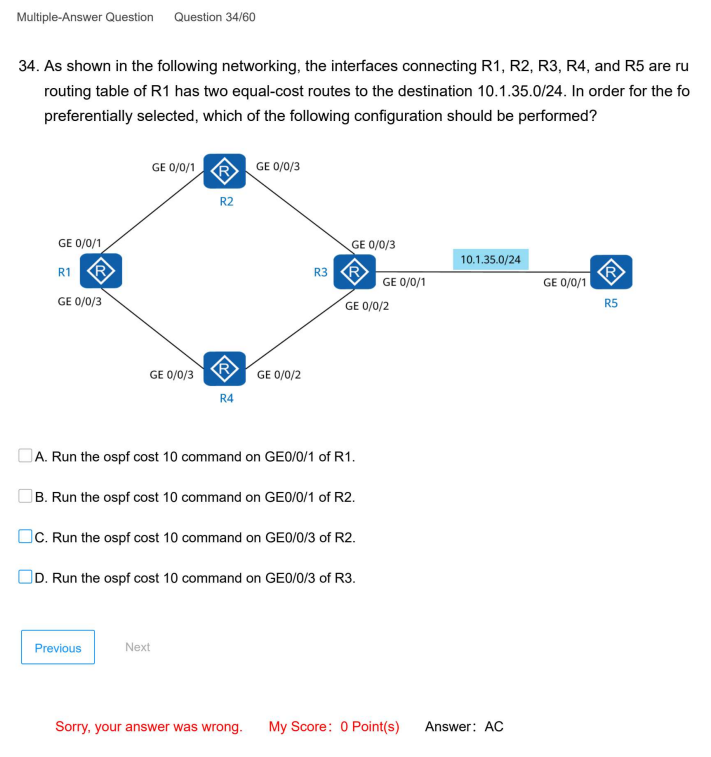 Multiple-Answer Question Question 34/60
34. As shown in the following networking, the interfaces connecting R1, R2, R3, R4, and R5 are ru
routing table of R1 has two equal-cost routes to the destination 10.1.35.0/24. In order for the fo
preferentially selected, which of the following configuration should be performed?
GE 0/0/1 GE 0/0/3
R2
GE 0/0/1 GE 0/0/3
10.1.35.0/24
R1 R3
GE 0/0/1 GE 0/0/1
GE 0/0/3 GE 0/0/2 R5
GE 0/0/3 GE 0/0/2
R4
A. Run the ospf cost 10 command on GE0/0/1 of R1.
B. Run the ospf cost 10 command on GE0/0/1 of R2.
C. Run the ospf cost 10 command on GE0/0/3 of R2.
D. Run the ospf cost 10 command on GE0/0/3 of R3.
Previous Next
Sorry, your answer was wrong. My Score: 0 Point(s) Answer: AC